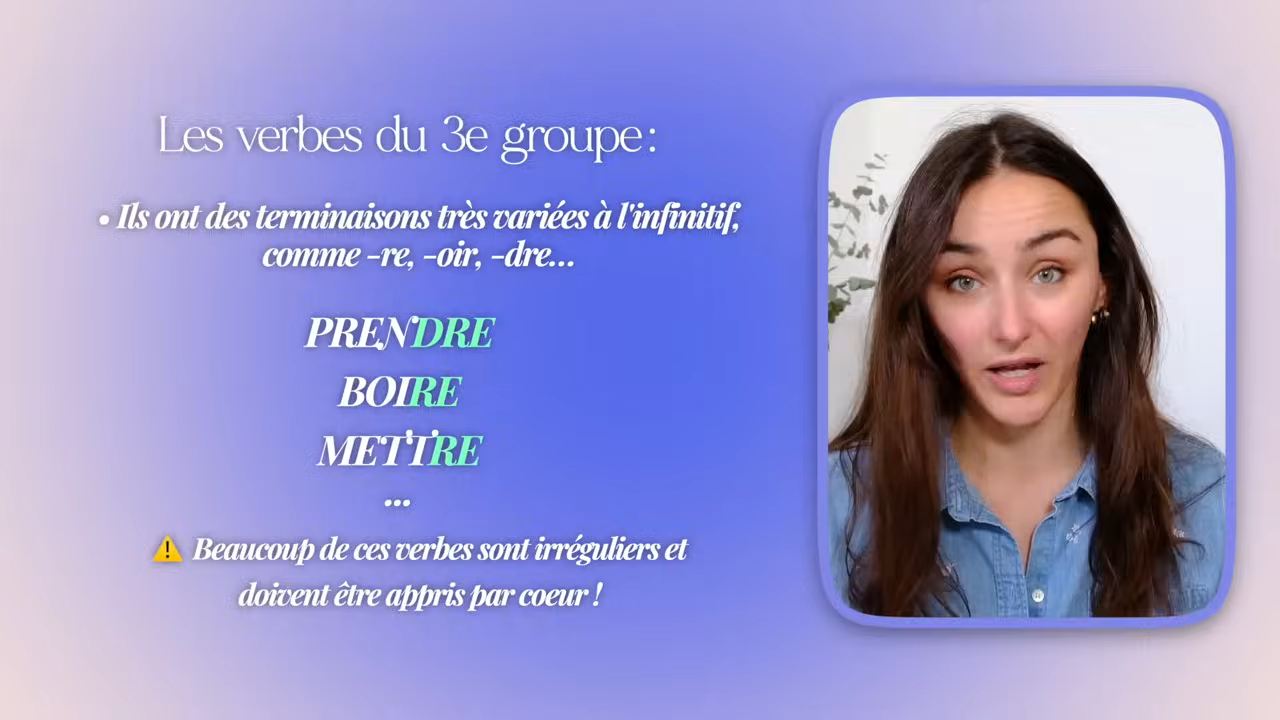 Les verbes du 3e groupe :
• Ils ont des terminaisons très variées à l'infinitif,
comme -re, -oir, -dre...
PRENDRE
BOIRE
METTRE
...
⚠️ Beaucoup de ces verbes sont irréguliers et
doivent être appris par coeur !